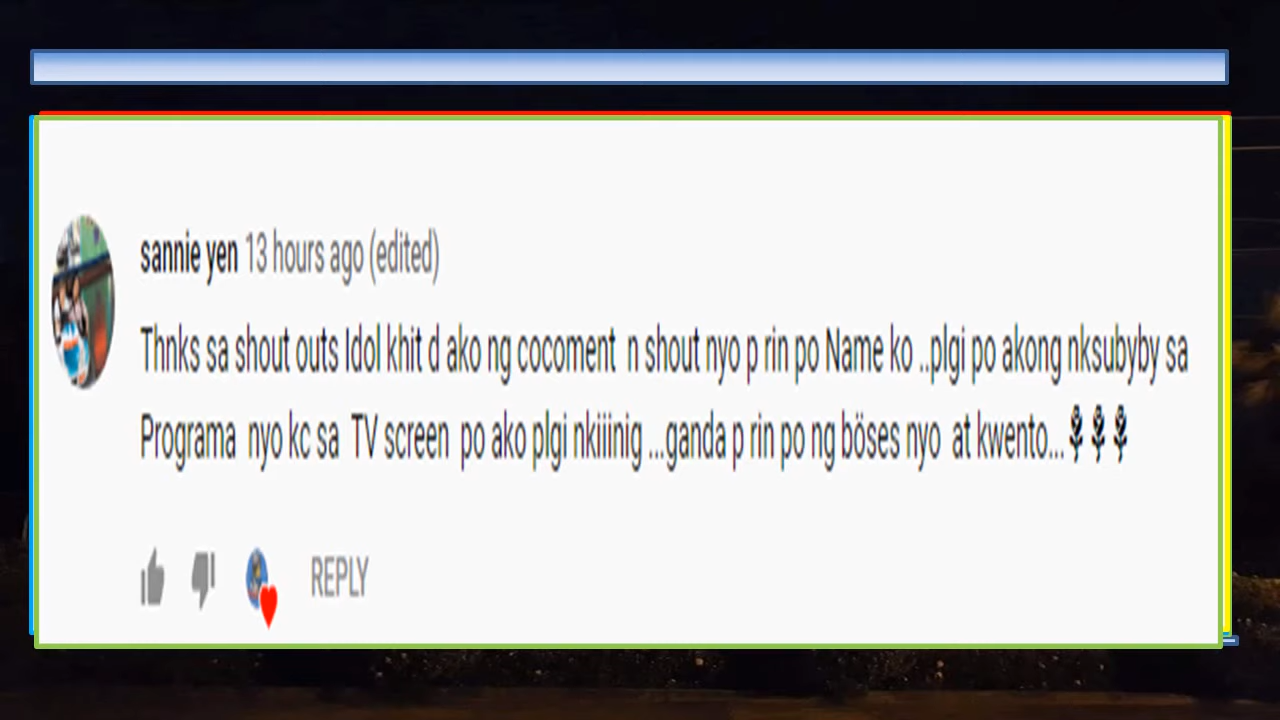 sannie yen 13 hours ago (edited)
Thnks sa shout outs Idol khit d ako ng cocoment n shout nyo p rin po Name ko ..plgi po akong nksubyby sa
Programa nyo kc sa TV screen po ako plgi nkiiinig ...ganda p rin po ng böses nyo at kwento...⚘⚘⚘
REPLY